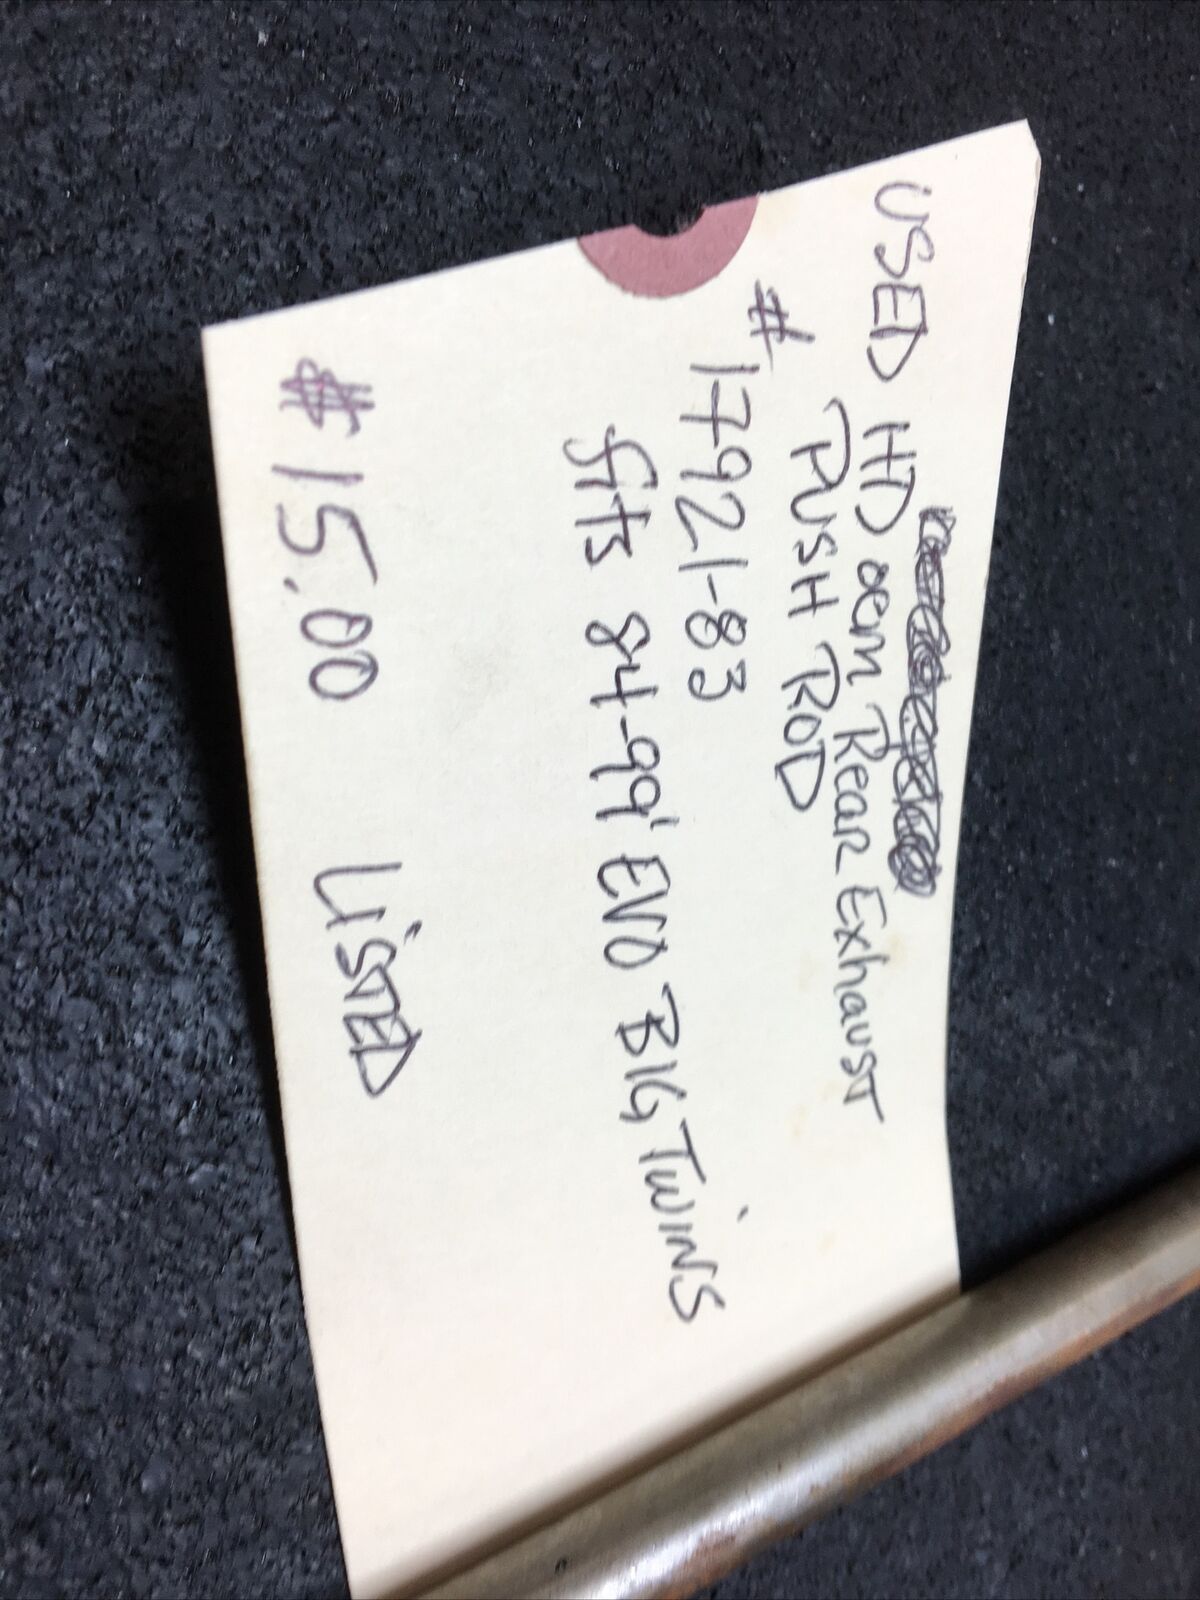 USED HD oem Rear Exhaust
PUSH ROD
# 17921-83
fits 84-99' EVO BIG TWINS
$15.00 LiSTED